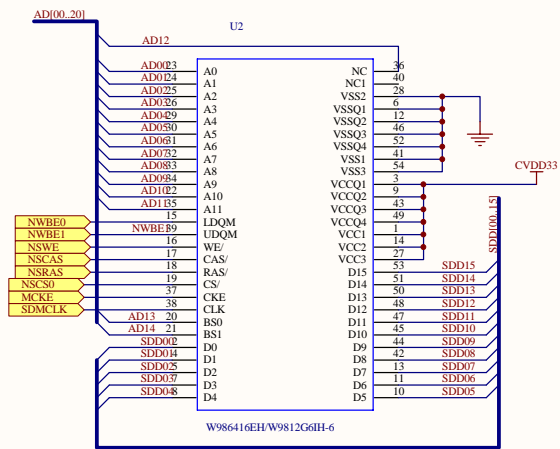 AD[00..20]
U2
AD12
AD00 23 A0 NC 36
AD01 24 A1 NC1 40
AD02 25 A2 VSS2 28
AD03 26 A3 VSSQ1 6
AD04 29 A4 VSSQ2 12
AD05 30 A5 VSSQ3 46
AD06 31 A6 VSSQ4 52
AD07 32 A7 VSS1 41
AD08 33 A8 VSS3 54
AD09 34 A9 VCCQ1 3 CVDD33
AD10 22 A10 VCCQ2 9
AD11 35 A11 VCCQ3 43
NWBE0 15 LDQM VCCQ4 49
NWBE1 NWBE1 39 UDQM VCC1 1
NSWE 16 WE/ VCC2 14
NSCAS 17 CAS/ VCC3 27
NSRAS 18 RAS/ D15 53 SDD15
NSCS0 19 CS/ D14 51 SDD14
MCKE 37 CKE D13 50 SDD13
SDMCLK 38 CLK D12 48 SDD12
AD13 20 BS0 D11 47 SDD11
AD14 21 BS1 D10 45 SDD10
SDD00 2 D0 D9 44 SDD09
SDD01 4 D1 D8 42 SDD08
SDD02 5 D2 D7 13 SDD07
SDD03 7 D3 D6 11 SDD06
SDD04 8 D4 D5 10 SDD05
SDD[00..15]
W986416EH/W9812G6IH-6